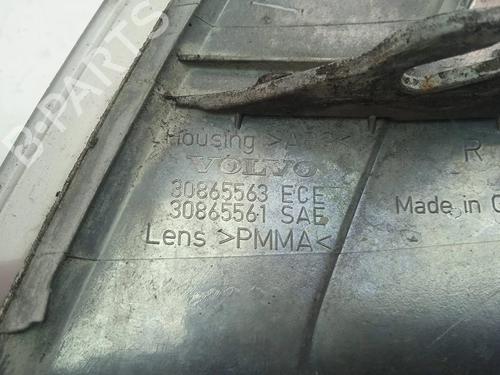 B-PARTS
Housing
VOLVO
30865563 ECE
30865561 SAE
Lens >PMMA<
R
Made in